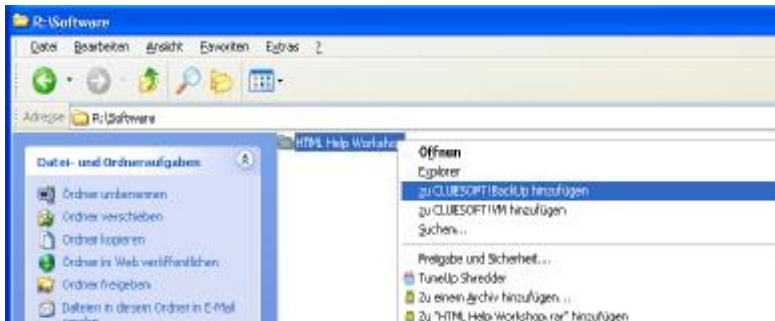 R:\Software
Datei Bearbeiten Ansicht Favoriten Extras ?
Adresse R:\Software
HTML Help Workshop
Datei- und Ordneraufgaben
Ordner umbenennen
Ordner verschieben
Ordner kopieren
Ordner im Web veröffentlichen
Ordner freigeben
Dateien in diesem Ordner in E-Mail
Öffnen
Explorer
zu CLUESOFT!BackUp hinzufügen
zu CLUESOFT!VM hinzufügen
Suchen...
Freigabe und Sicherheit...
TuneUp Shredder
Zu einem Archiv hinzufügen...
Zu "HTML Help Workshop.rar" hinzufügen